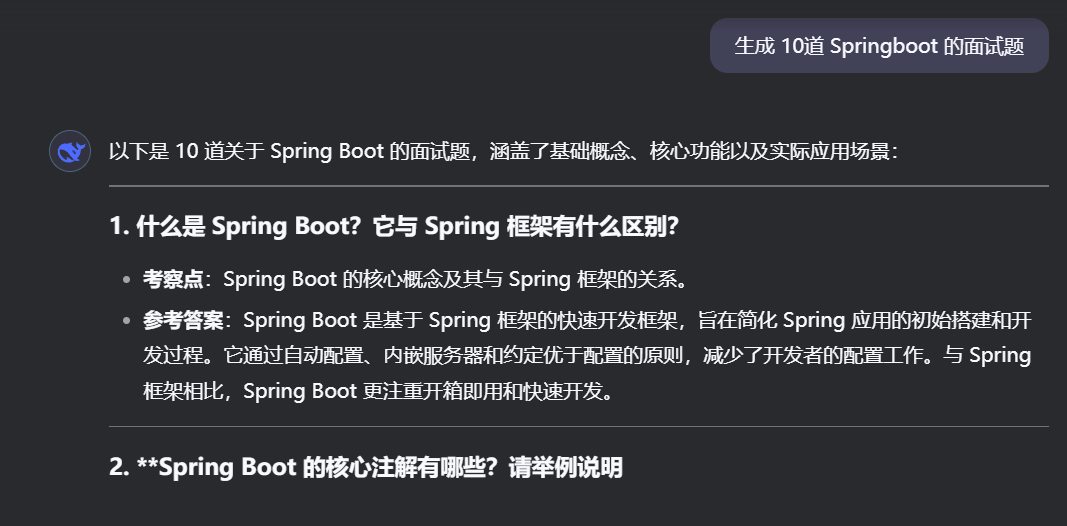 生成 10道 Springboot 的面试题
以下是 10 道关于 Spring Boot 的面试题，涵盖了基础概念、核心功能以及实际应用场景：
1. 什么是 Spring Boot？它与 Spring 框架有什么区别？
• 考察点：Spring Boot 的核心概念及其与 Spring 框架的关系。
• 参考答案：Spring Boot 是基于 Spring 框架的快速开发框架，旨在简化 Spring 应用的初始搭建和开
发过程。它通过自动配置、内嵌服务器和约定优于配置的原则，减少了开发者的配置工作。与 Spring
框架相比，Spring Boot 更注重开箱即用和快速开发。
2. **Spring Boot 的核心注解有哪些？请举例说明